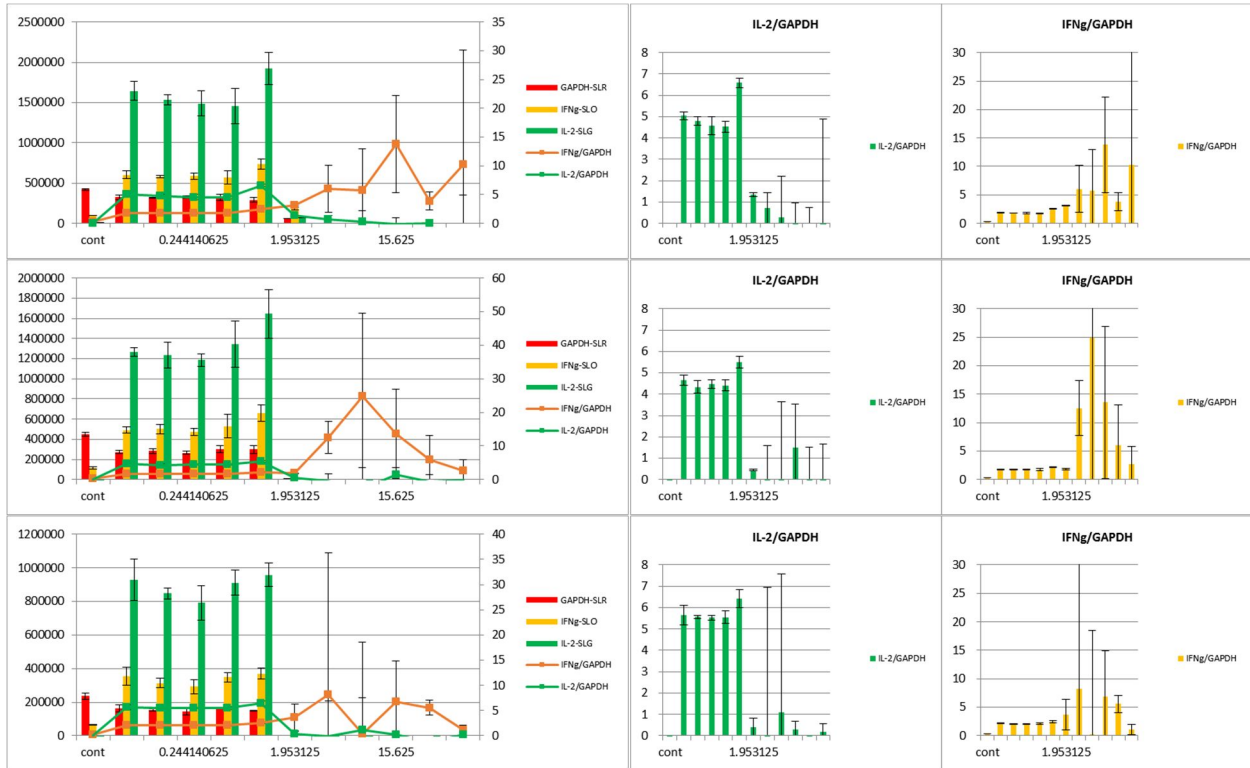 2500000
2000000
1500000
1000000
500000
0
35
30
25
20
15
10
5
0
cont 0.244140625 1.953125 15.625
GAPDH-SLR
IFNg-SLO
IL-2-SLG
IFNg/GAPDH
IL-2/GAPDH
IL-2/GAPDH
8
7
6
5
4
3
2
1
0
cont 1.953125
IL-2/GAPDH
IFNg/GAPDH
30
25
20
15
10
5
0
cont 1.953125
IFNg/GAPDH
2000000
1800000
1600000
1400000
1200000
1000000
800000
600000
400000
200000
0
60
50
40
30
20
10
0
cont 0.244140625 1.953125 15.625
GAPDH-SLR
IFNg-SLO
IL-2-SLG
IFNg/GAPDH
IL-2/GAPDH
IL-2/GAPDH
8
7
6
5
4
3
2
1
0
cont 1.953125
IL-2/GAPDH
IFNg/GAPDH
30
25
20
15
10
5
0
cont 1.953125
IFNg/GAPDH
1200000
1000000
800000
600000
400000
200000
0
40
35
30
25
20
15
10
5
0
cont 0.244140625 1.953125 15.625
GAPDH-SLR
IFNg-SLO
IL-2-SLG
IFNg/GAPDH
IL-2/GAPDH
IL-2/GAPDH
8
7
6
5
4
3
2
1
0
cont 1.953125
IL-2/GAPDH
IFNg/GAPDH
30
25
20
15
10
5
0
cont 1.953125
IFNg/GAPDH